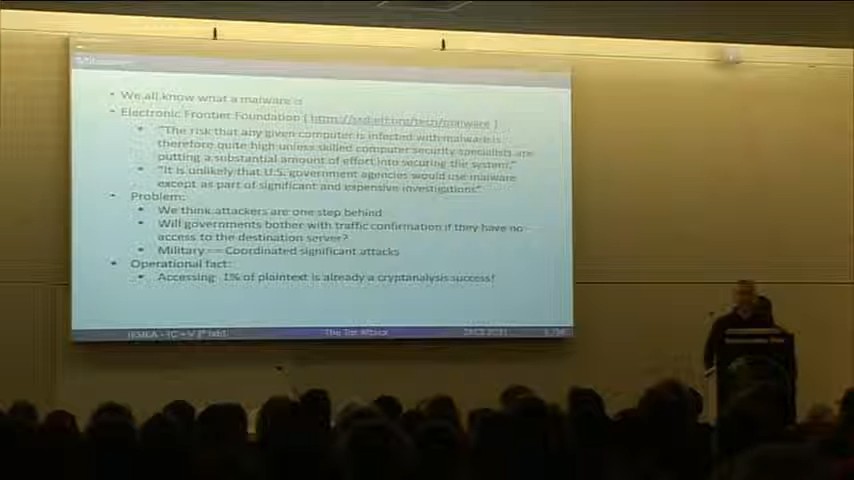 We all know what a malware is
Electronic Frontier Foundation [ https://ssd.eff.org/tech/malware ]
"The risk that any given computer is infected with malware is
therefore quite high unless skilled computer security specialists are
putting a substantial amount of effort into securing the system."
"It is unlikely that U.S. government agencies would use malware
except as part of significant and expensive investigations"
Problem:
We think attackers are one step behind
Will governments bother with traffic confirmation if they have no
access to the destination server?
Military == Coordinated significant attacks
Operational fact:
Accessing 1% of plaintext is already a cryptanalysis success!
The Tor Attack